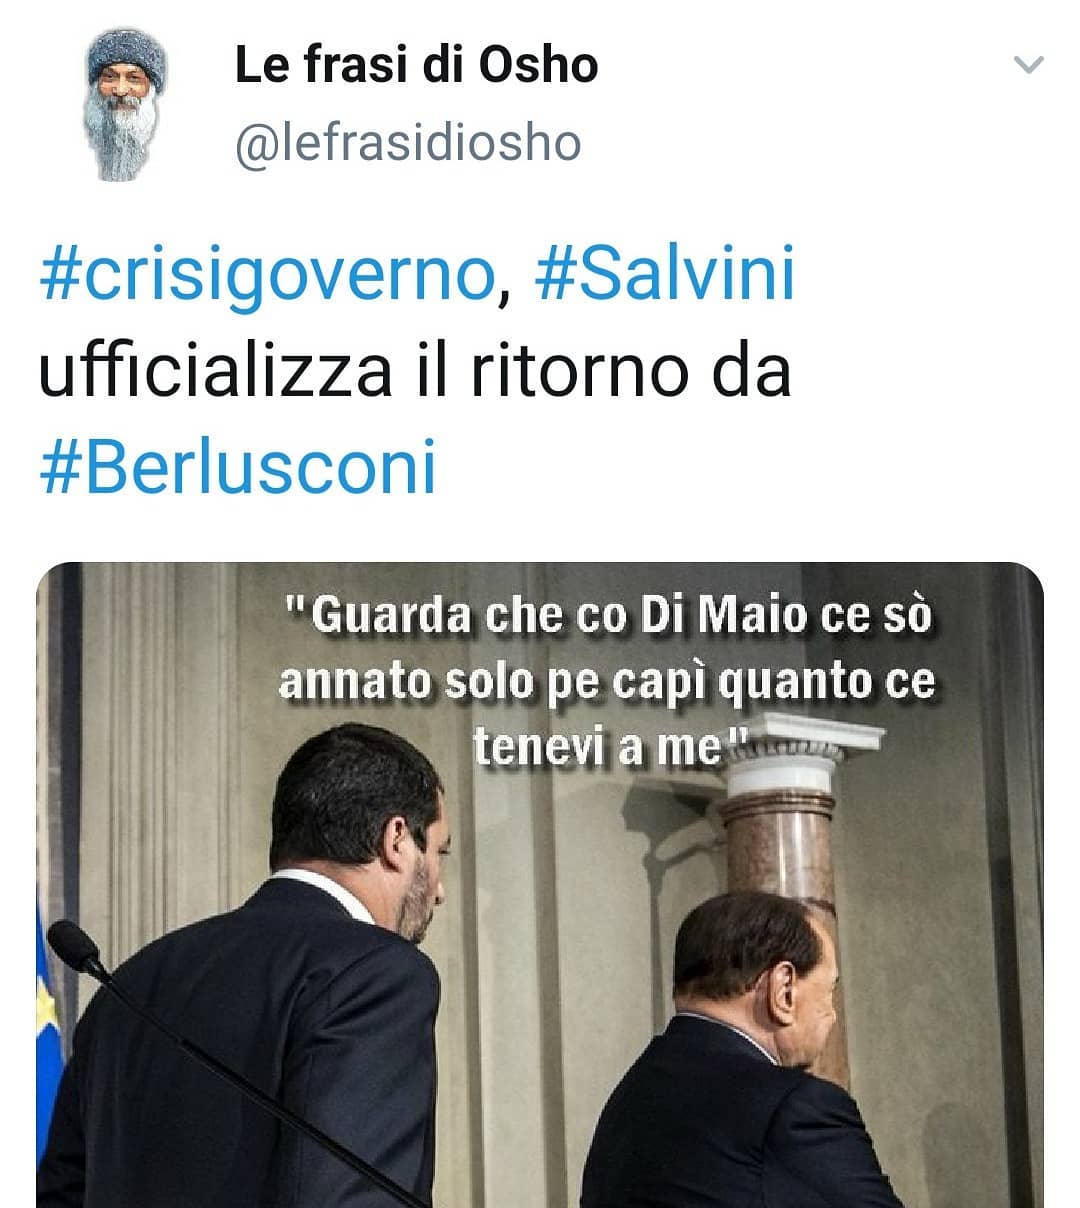 Le frasi di Osho
@lefrasidiosho
#crisigoverno, #Salvini
ufficializza il ritorno da
#Berlusconi
"Guarda che co Di Maio ce sò
annato solo pe capì quanto ce
tenevi a me"